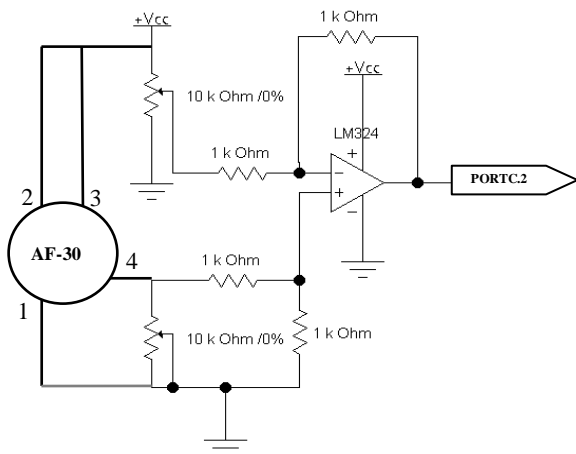 +Vcc
1 k Ohm
+Vcc
10 k Ohm /0%
LM324
1 k Ohm
+
−
+
−
PORTC.2
2
3
AF-30
4
1 k Ohm
1
10 k Ohm /0%
1 k Ohm